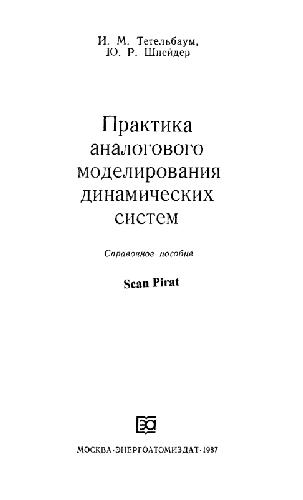 И. М. Тетельбаум,
Ю. Р. Шнейдер
Практика
аналогового
моделирования
динамических
систем
Справочное пособие
Scan Pirat
МОСКВА·ЭНЕРГОАТОМИЗДАТ·1987